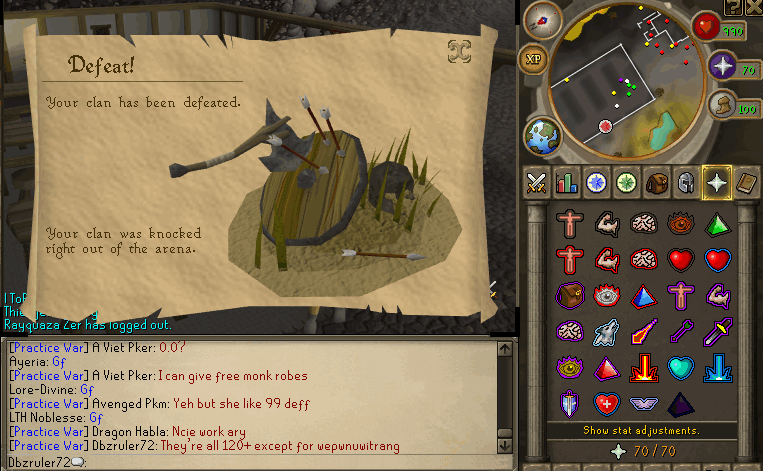 Defeat!
Your clan has been defeated.
Your clan was knocked
right out of the arena.
Rayquaza Zer has logged out.
[Practice War] A Viet Pker: 0.0?
Ayeria: Gf
[Practice War] A Viet Pker: I can give free monk robes
Lore-Divine: Gf
[Practice War] Avenged Pkm: Yeh but she like 99 deff
LTH Noblesse: Gf
[Practice War] Dragon Habla: Ncie work ary
[Practice War] Dbzruler72: They're all 120+ except for wepwnuwitrang
Dbzruler72:
XP
?
990
70
100
Show stat adjustments.
70 / 70